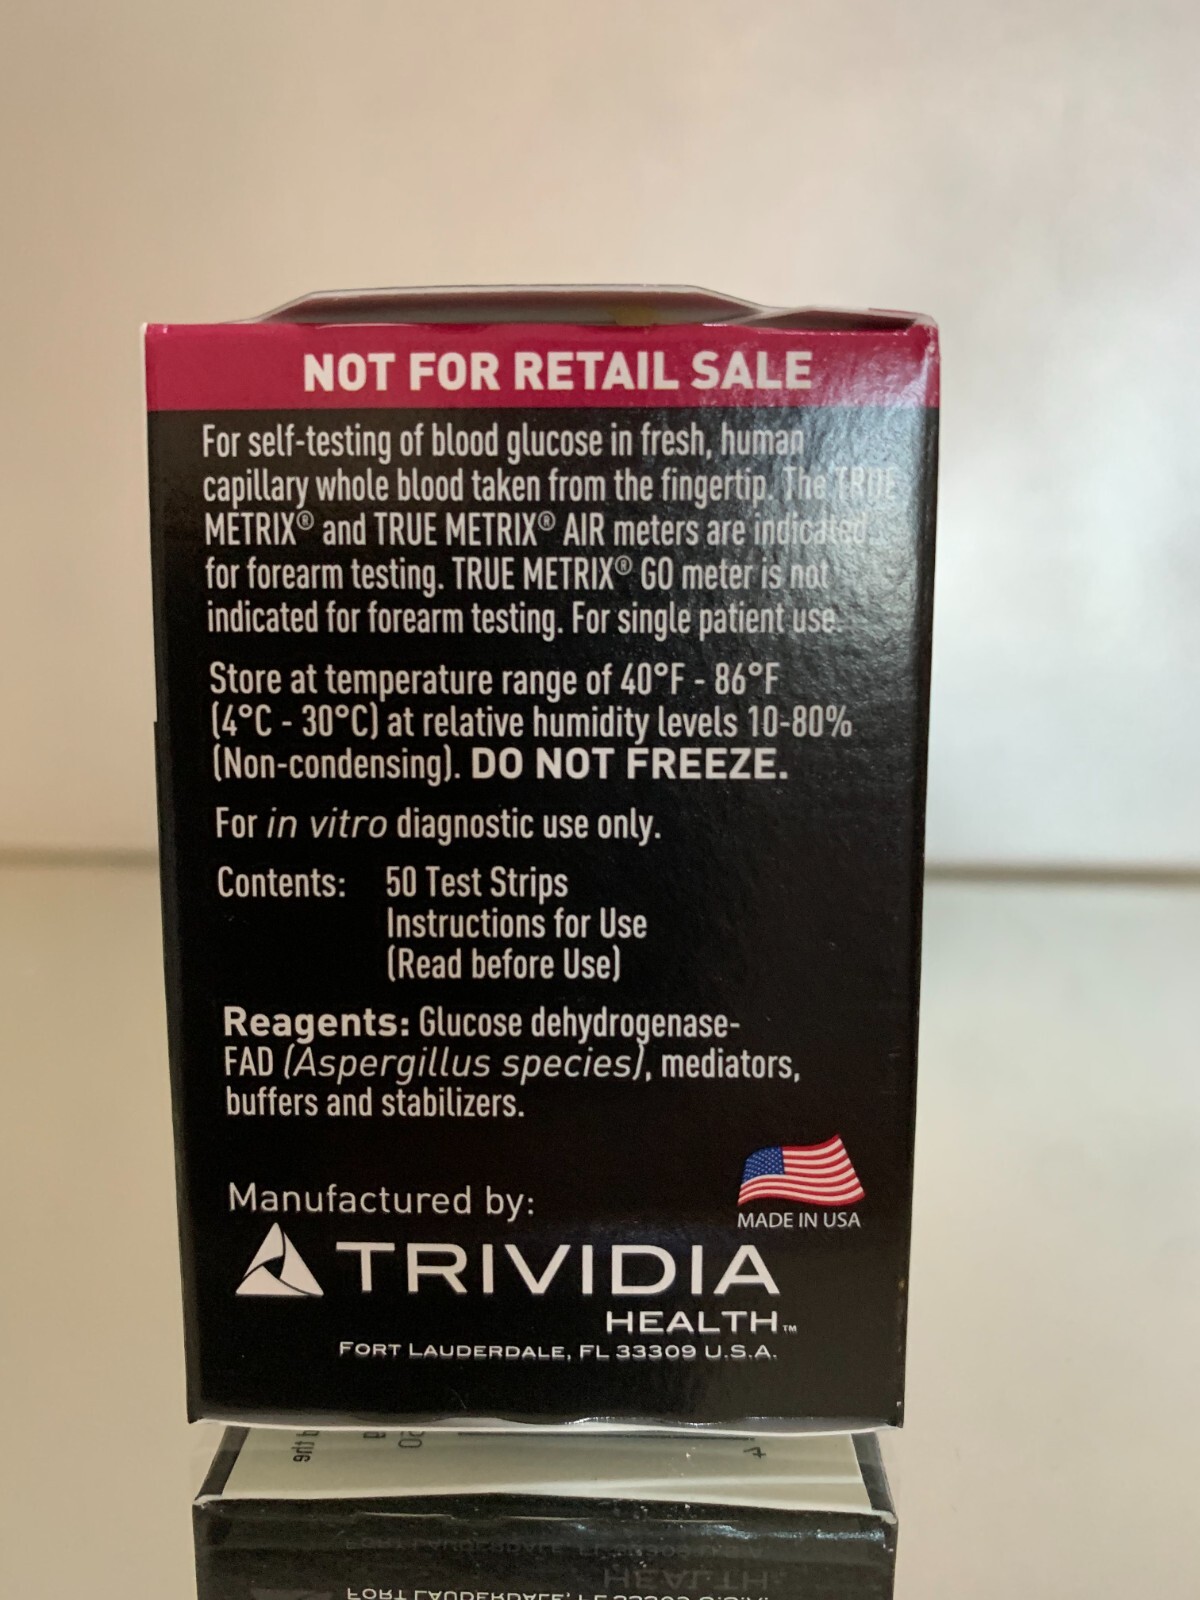 NOT FOR RETAIL SALE
For self-testing of blood glucose in fresh, human
capillary whole blood taken from the fingertip. The TRUE
METRIX® and TRUE METRIX® AIR meters are indicated
for forearm testing. TRUE METRIX® GO meter is not
indicated for forearm testing. For single patient use.
Store at temperature range of 40°F - 86°F
(4°C - 30°C) at relative humidity levels 10-80%
(Non-condensing). DO NOT FREEZE.
For in vitro diagnostic use only.
Contents: 50 Test Strips
Instructions for Use
(Read before Use)
Reagents: Glucose dehydrogenase-
FAD (Aspergillus species), mediators,
buffers and stabilizers.
MADE IN USA
Manufactured by:
TRIVIDIA
HEALTH™
FORT LAUDERDALE, FL 33309 U.S.A.